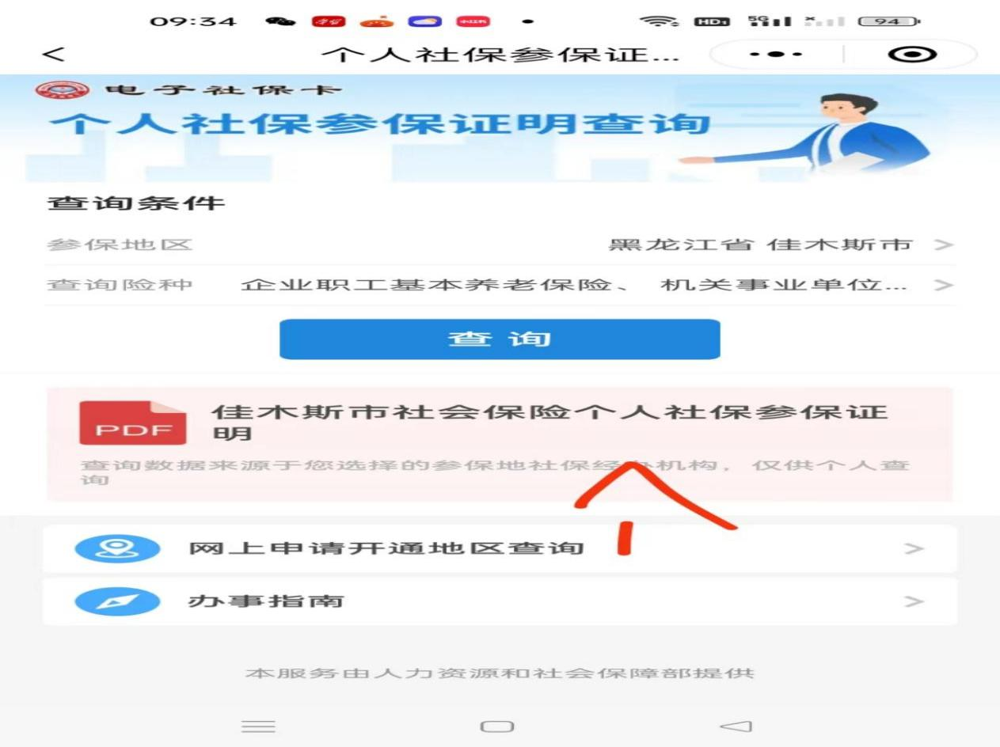 09:34
HD1 5G 94
个人社保参保证...
电子社保卡
个人社保参保证明查询
查询条件
参保地区 黑龙江省 佳木斯市 >
查询险种 企业职工基本养老保险、 机关事业单位... >
查 询
PDF
佳木斯市社会保险个人社保参保证
明
查询数据来源于您选择的参保地社保经办机构，仅供个人查
询
网上申请开通地区查询 >
办事指南 >
本服务由人力资源和社会保障部提供